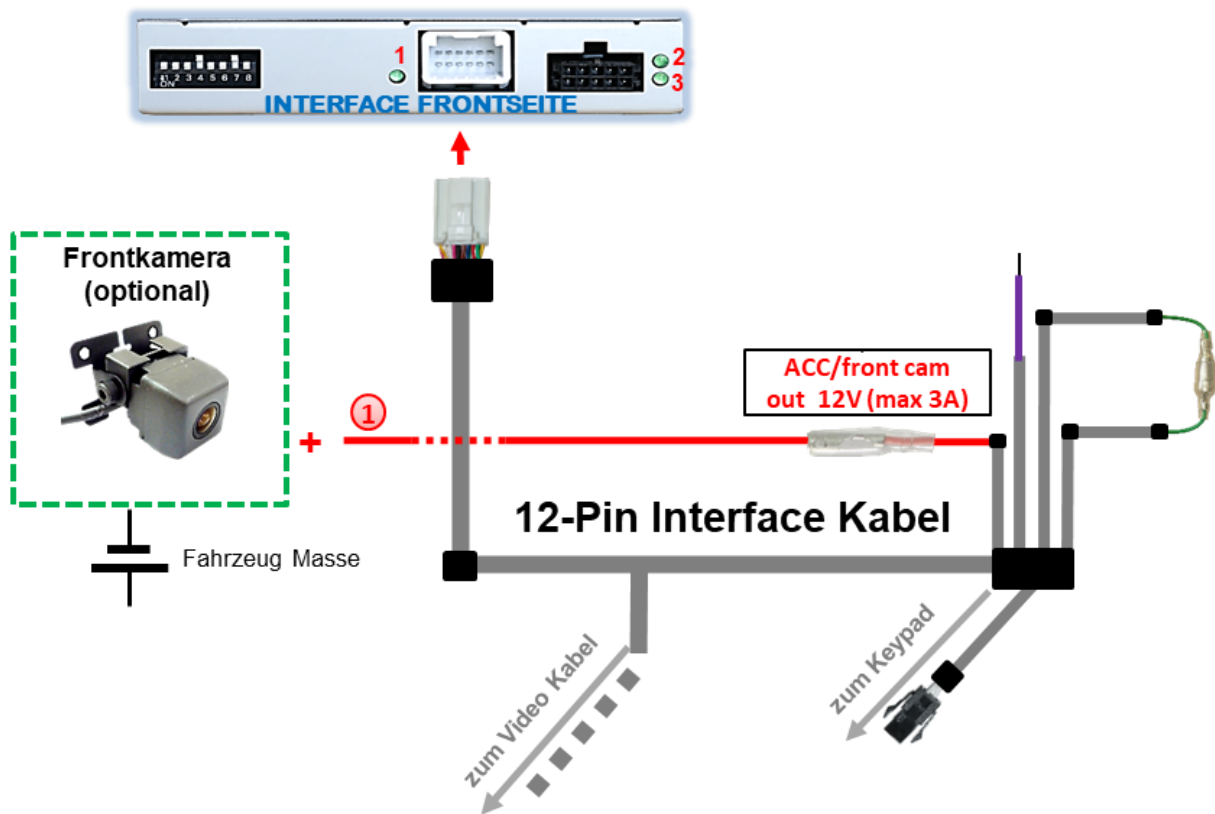 1
2
3
1 2 3 4 5 6 7 8
ON
INTERFACE FRONTSEITE
Frontkamera
(optional)
ACC/front cam
out 12V (max 3A)
1
+
12-Pin Interface Kabel
Fahrzeug Masse
zum Video Kabel
zum Keypad